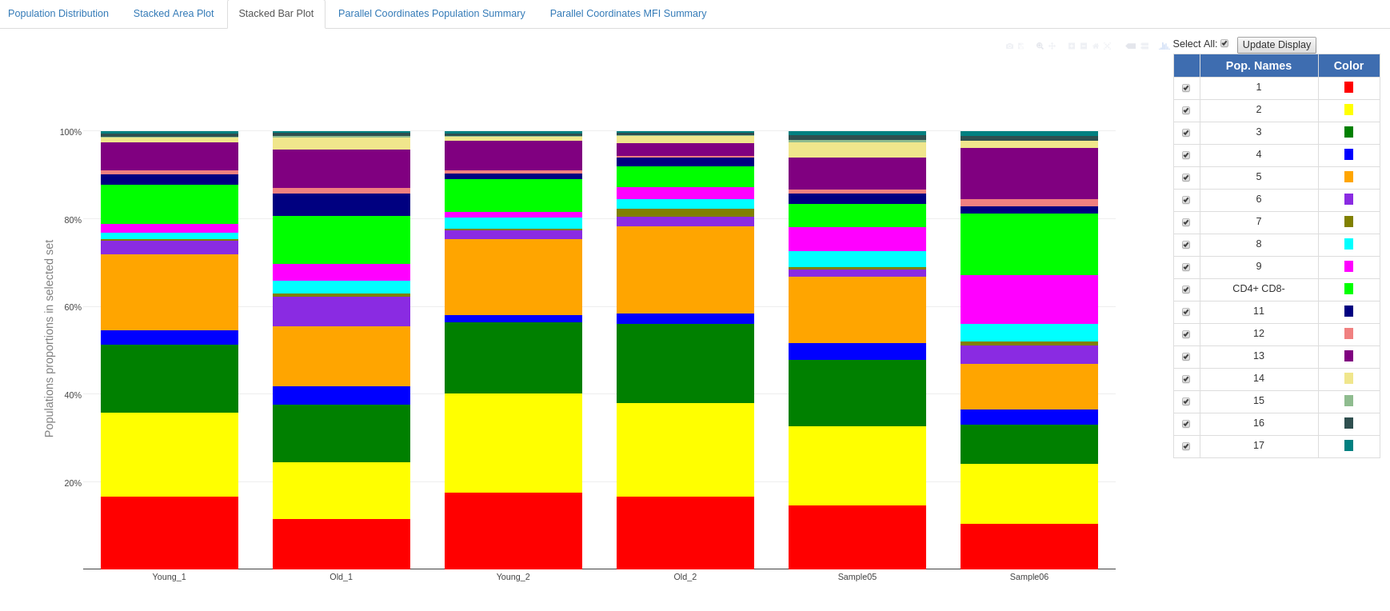 Population Distribution
Stacked Area Plot
Stacked Bar Plot
Parallel Coordinates Population Summary
Parallel Coordinates MFI Summary
Select All:
Update Display
Pop. Names
Color
1
2
3
4
5
6
7
8
9
CD4+ CD8-
11
12
13
14
15
16
17
Populations proportions in selected set
100%
80%
60%
40%
20%
Young_1
Old_1
Young_2
Old_2
Sample05
Sample06